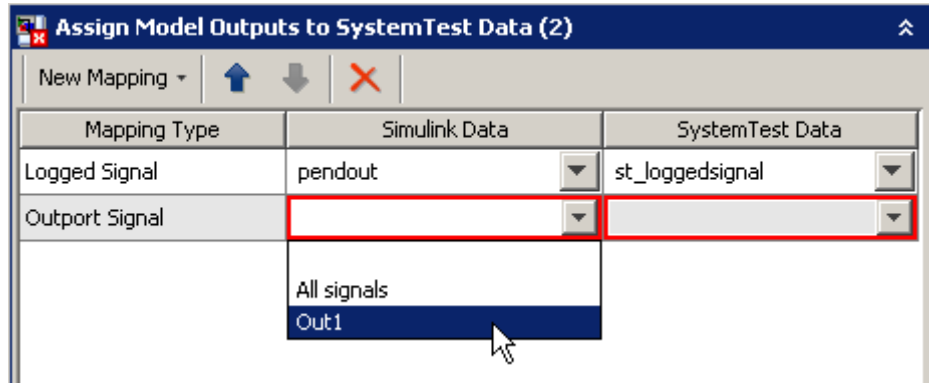 Assign Model Outputs to SystemTest Data (2)
New Mapping
Mapping Type Simulink Data SystemTest Data
Logged Signal pendout st_loggedsignal
Outport Signal
All signals
Out1